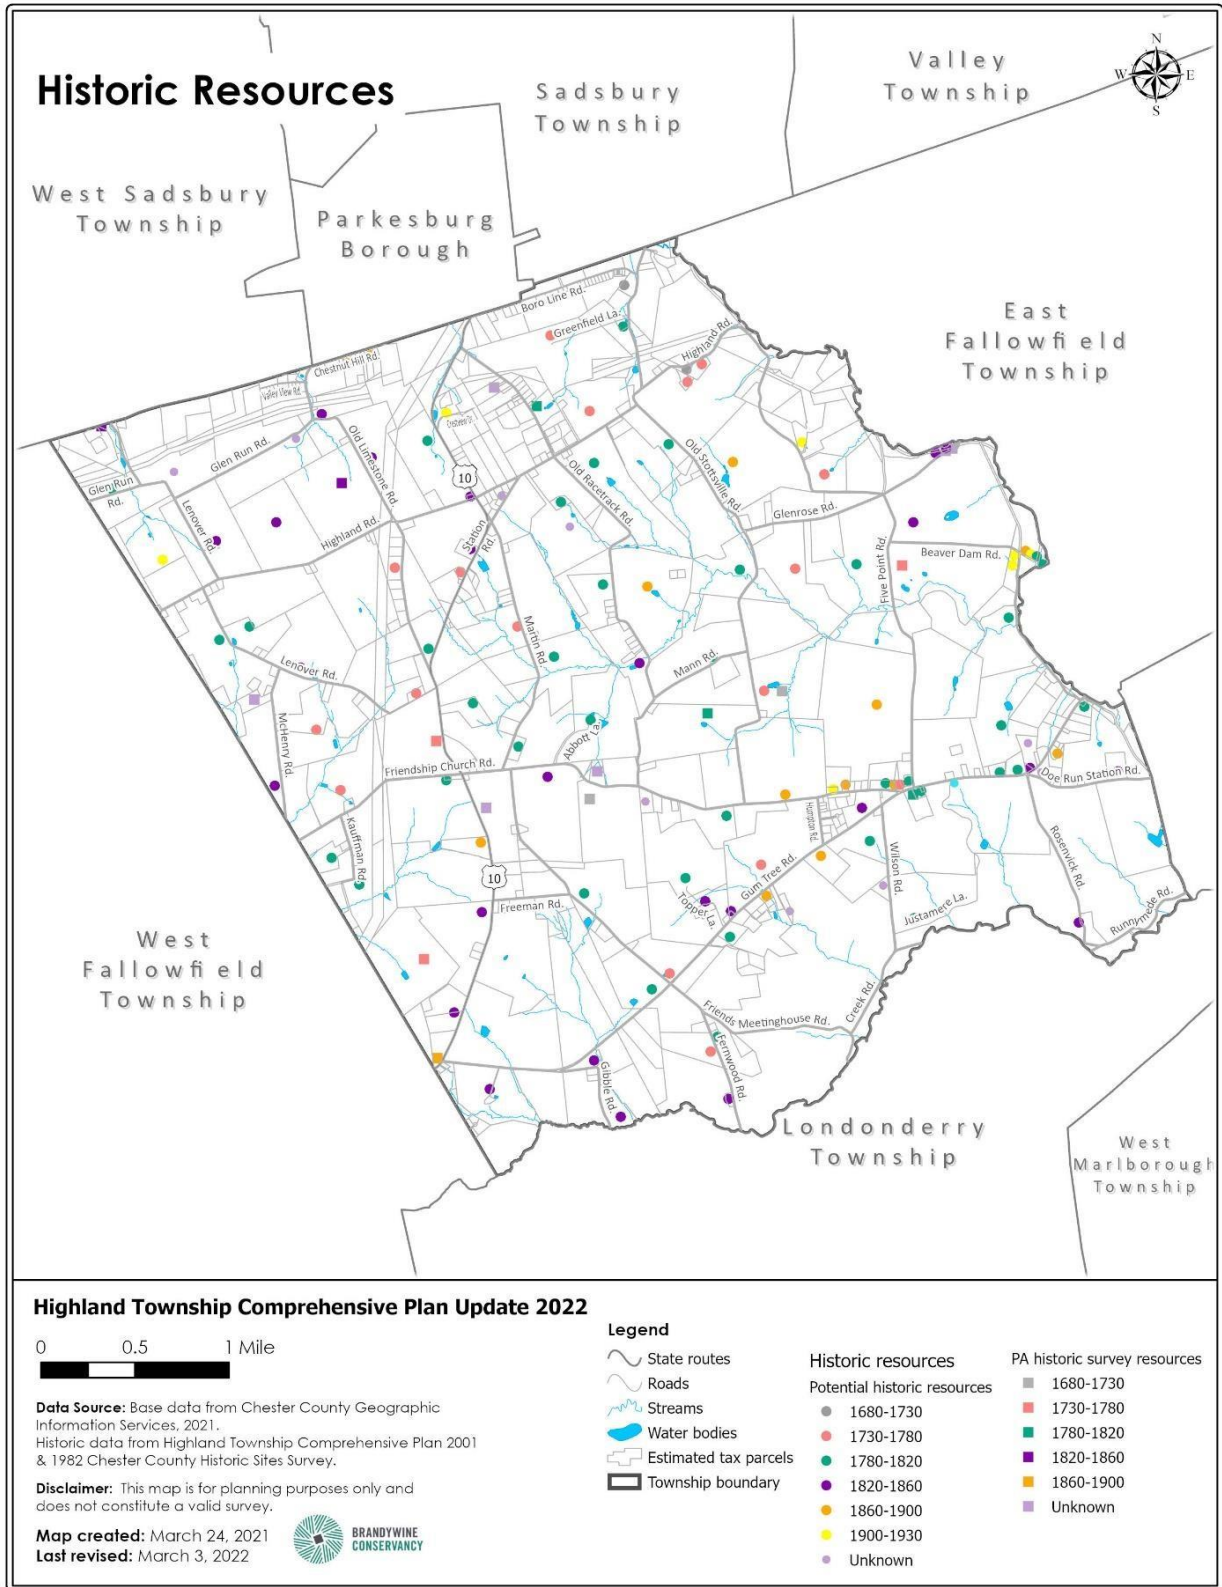 Historic Resources
N
W
E
S
Valley
Township
Sadsbury
Township
West Sadsbury
Township
Parkesburg
Borough
East
Fallowfield
Township
Boro Line Rd.
Greenfield La.
Highland Rd.
Chestnut Hill Rd.
Valley View Rd.
Old Limestone Rd.
Glen Run Rd.
Glen Run
Rd.
10
Old Racetrack Rd.
Old Stottsville Rd.
Glenrose Rd.
Lenover Rd.
Highland Rd.
Station
Rd.
Five Point Rd.
Beaver Dam Rd.
Martin Rd.
Mann Rd.
Lenover Rd.
McHenry Rd.
Abbott La.
Friendship Church Rd.
Doe Run Station Rd.
Humpton Rd.
Kauffman Rd.
Wilson Rd.
Rosenvick Rd.
10
Gum Tree Rd.
Topper La.
Freeman Rd.
Justamere La.
Runnymede Rd.
West
Fallowfield
Township
Creek Rd.
Friends Meetinghouse Rd.
Fernwood Rd.
Gibble Rd.
Londonderry
Township
West
Marlborough
Township
Highland Township Comprehensive Plan Update 2022
0 0.5 1 Mile
Data Source: Base data from Chester County Geographic
Information Services, 2021.
Historic data from Highland Township Comprehensive Plan 2001
& 1982 Chester County Historic Sites Survey.
Disclaimer: This map is for planning purposes only and
does not constitute a valid survey.
Map created: March 24, 2021
Last revised: March 3, 2022
BRANDYWINE
CONSERVANCY
Legend
State routes
Roads
Streams
Water bodies
Estimated tax parcels
Township boundary
Historic resources
Potential historic resources
1680-1730
1730-1780
1780-1820
1820-1860
1860-1900
1900-1930
Unknown
PA historic survey resources
1680-1730
1730-1780
1780-1820
1820-1860
1860-1900
Unknown